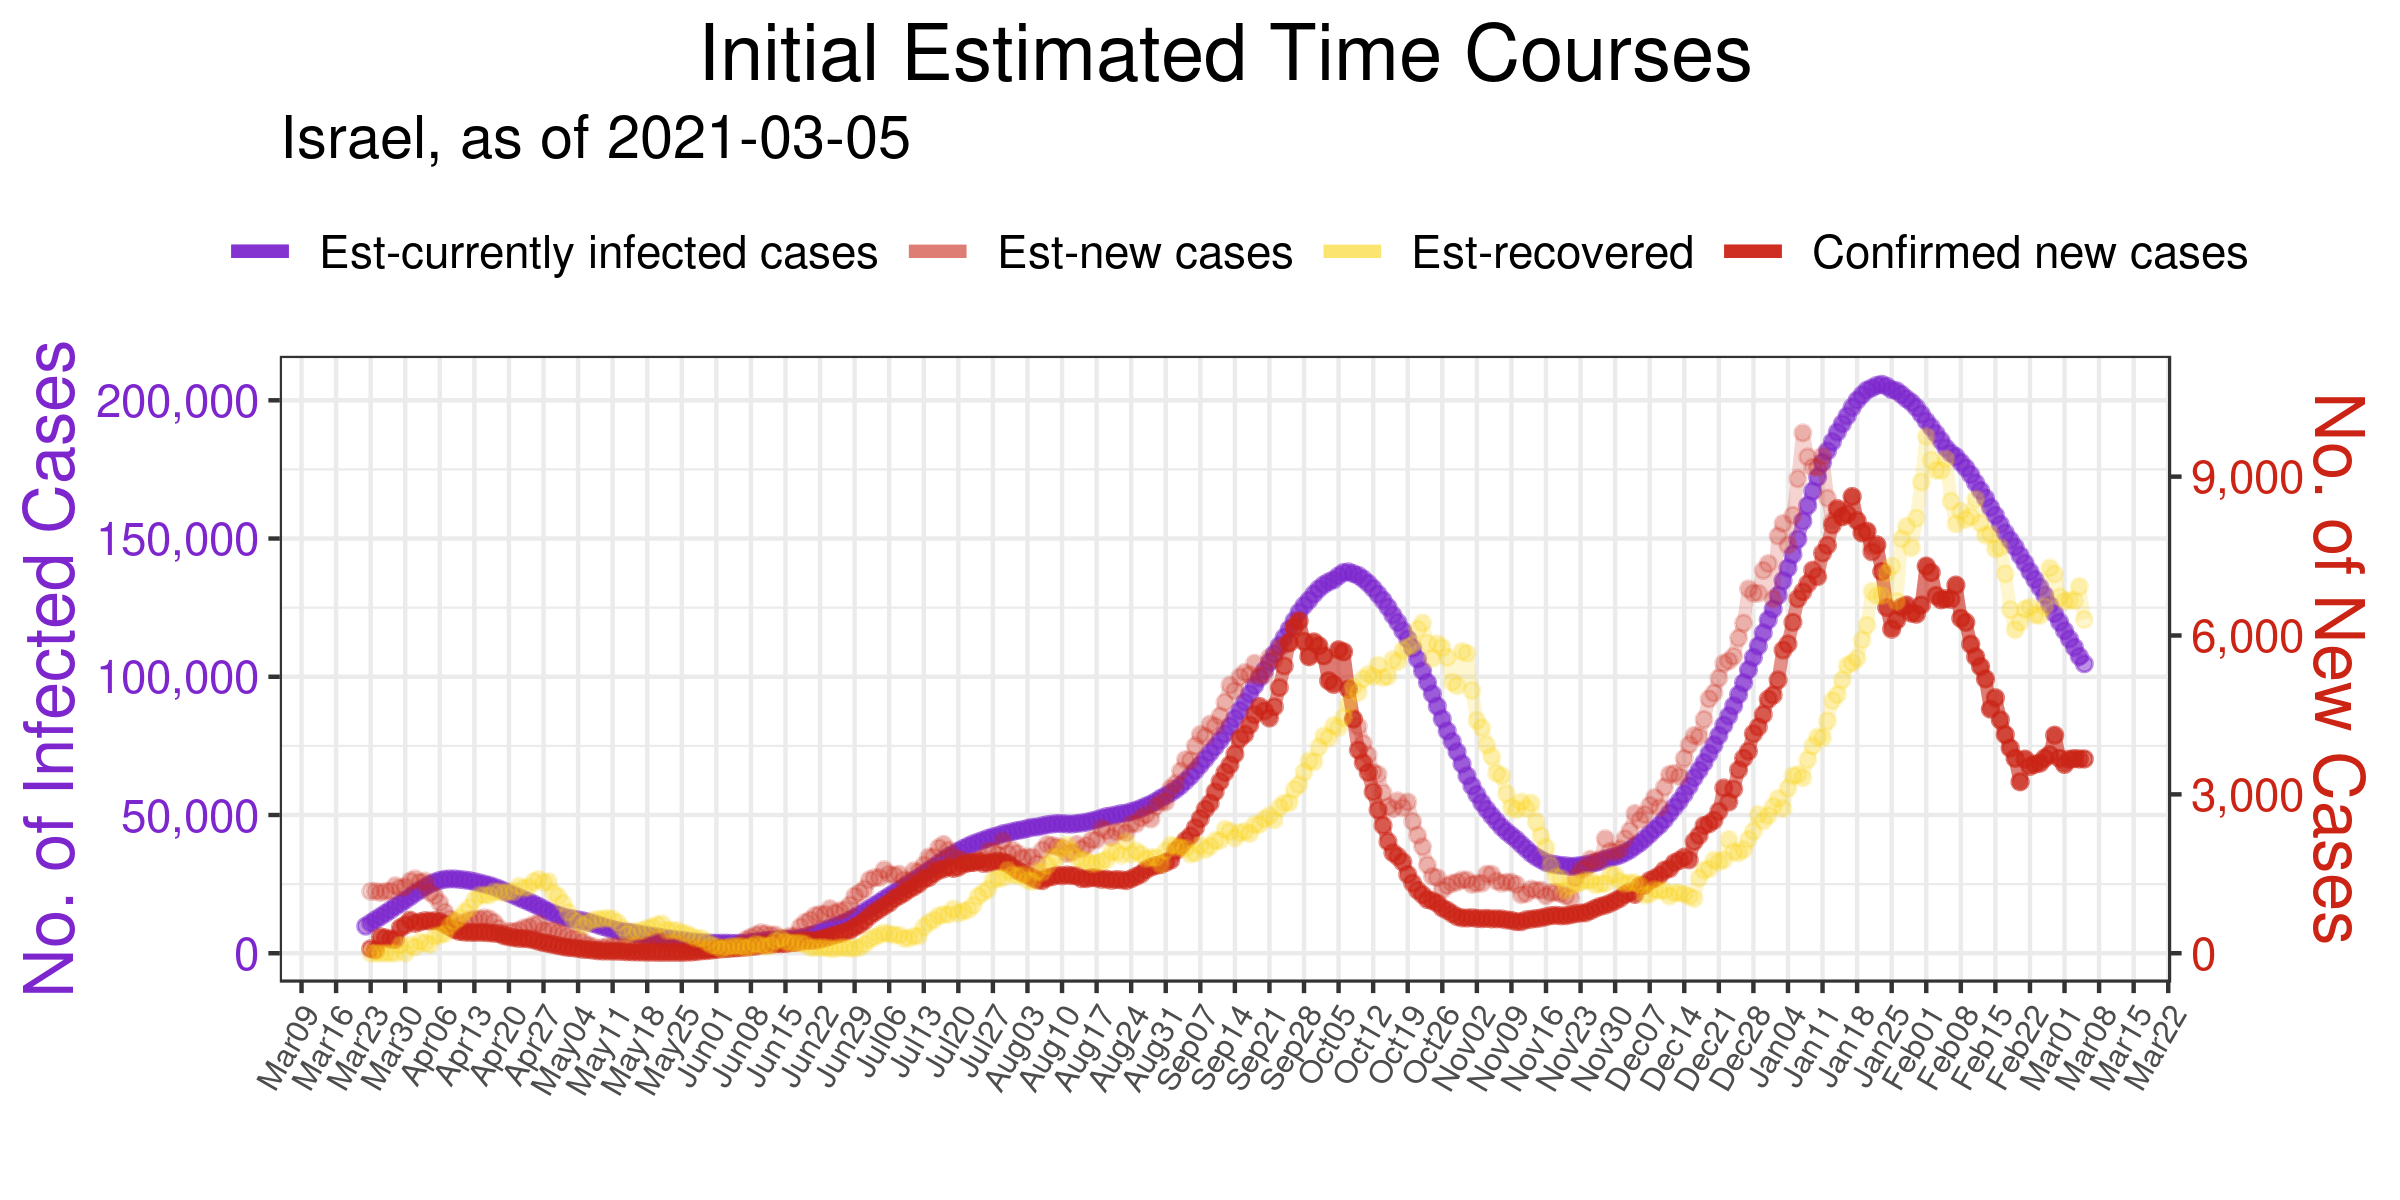 Initial Estimated Time Courses
Israel, as of 2021-03-05
Est-currently infected cases Est-new cases Est-recovered Confirmed new cases
No. of Infected Cases
200,000
150,000
100,000
50,000
0
No. of New Cases
9,000
6,000
3,000
0
Mar09
Mar16
Mar23
Mar30
Apr06
Apr13
Apr20
Apr27
May04
May11
May18
May25
Jun01
Jun08
Jun15
Jun22
Jun29
Jul06
Jul13
Jul20
Jul27
Aug03
Aug10
Aug17
Aug24
Aug31
Sep07
Sep14
Sep21
Sep28
Oct05
Oct12
Oct19
Oct26
Nov02
Nov09
Nov16
Nov23
Nov30
Dec07
Dec14
Dec21
Dec28
Jan04
Jan11
Jan18
Jan25
Feb01
Feb08
Feb15
Feb22
Mar01
Mar08
Mar15
Mar22